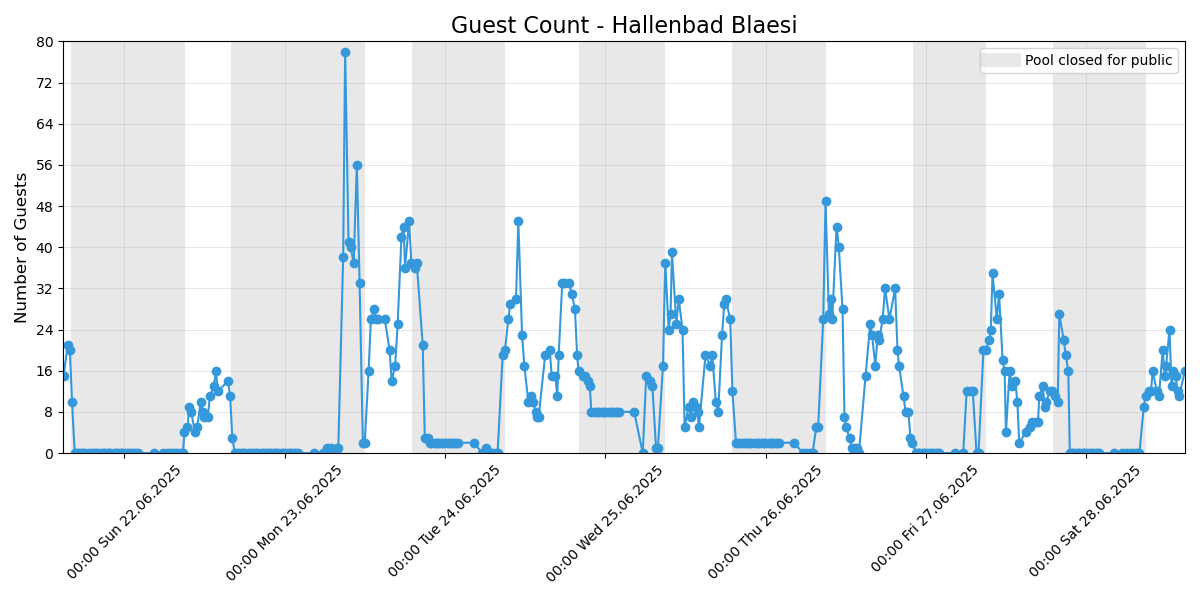 Guest Count - Hallenbad Blaesi
Pool closed for public
Number of Guests
80
72
64
56
48
40
32
24
16
8
0
00:00 Sun 22.06.2025
00:00 Mon 23.06.2025
00:00 Tue 24.06.2025
00:00 Wed 25.06.2025
00:00 Thu 26.06.2025
00:00 Fri 27.06.2025
00:00 Sat 28.06.2025